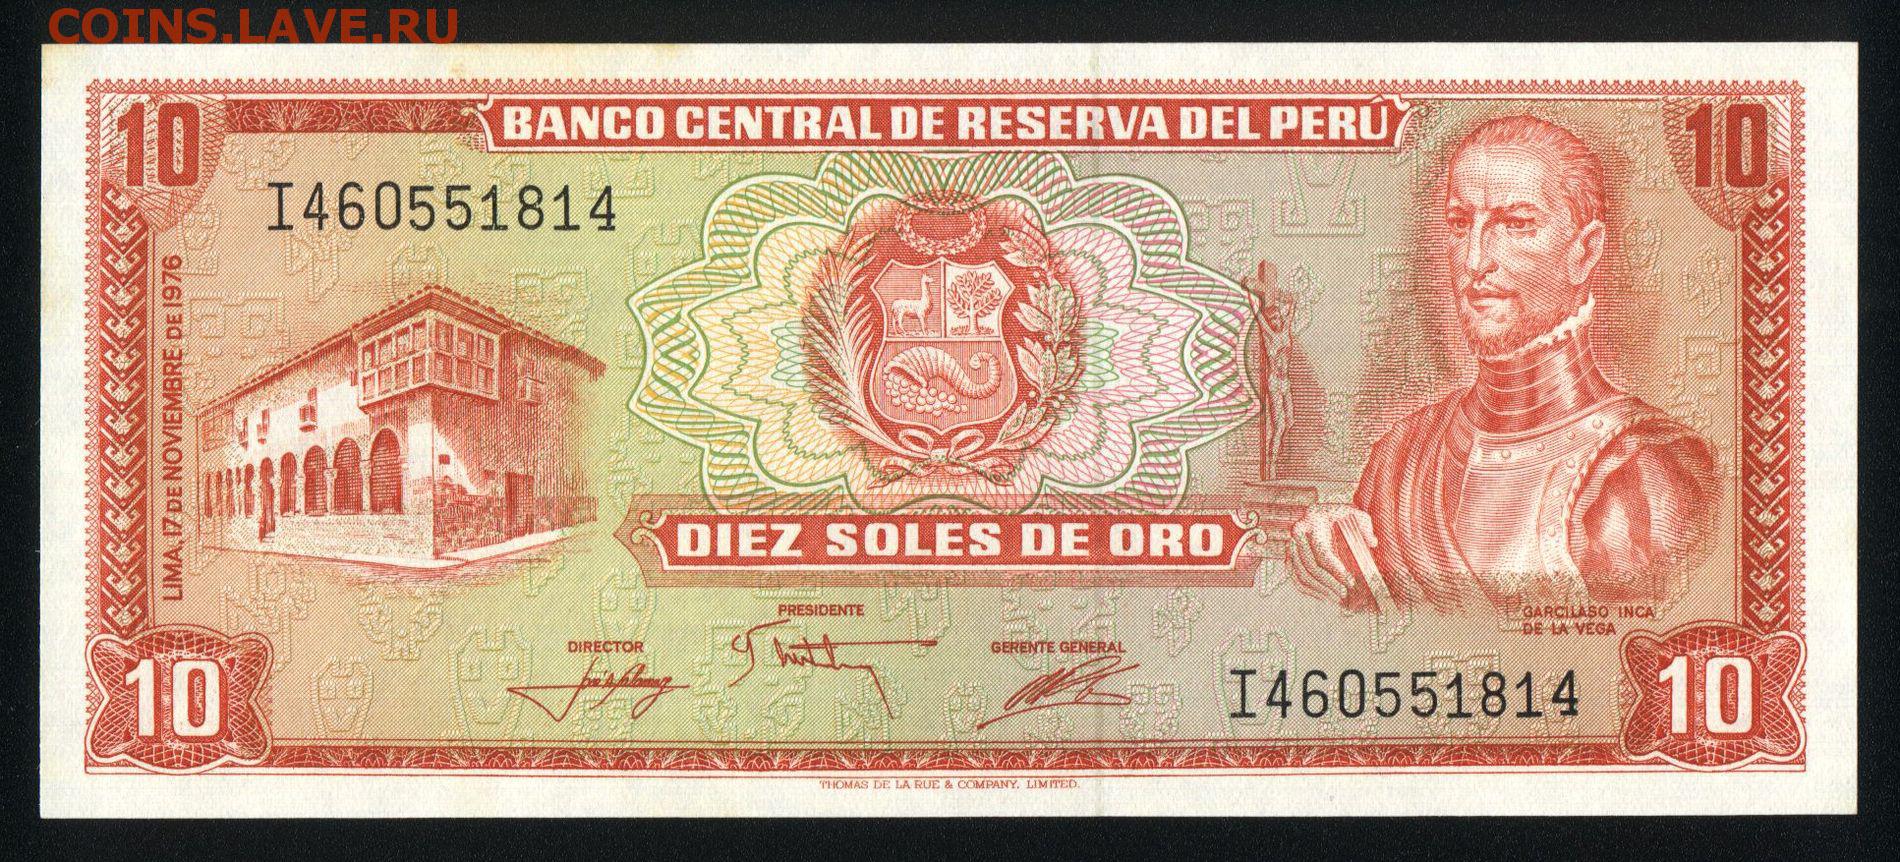 COINS.LAVE.RU
10
BANCO CENTRAL DE RESERVA DEL PERÚ
10
I460551814
LIMA, 17 DE NOVIEMBRE DE 1976
DIEZ SOLES DE ORO
GARCILASO INCA
DE LA VEGA
PRESIDENTE
DIRECTOR
GERENTE GENERAL
I460551814
10
10
THOMAS DE LA RUE & COMPANY, LIMITED.